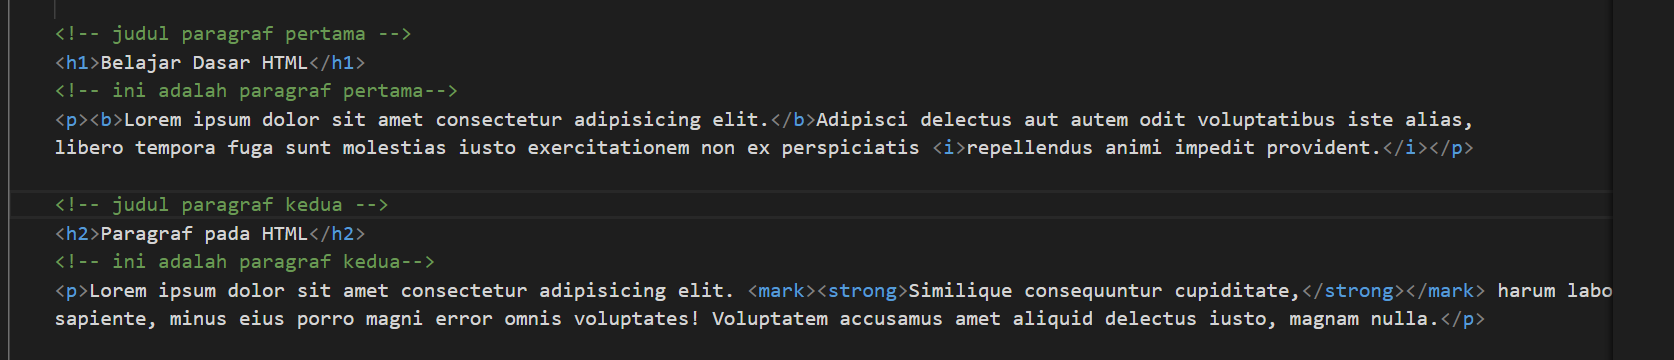 <!-- judul paragraf pertama -->
<h1>Belajar Dasar HTML</h1>
<!-- ini adalah paragraf pertama-->
<p><b>Lorem ipsum dolor sit amet consectetur adipisicing elit.</b>Adipisci delectus aut autem odit voluptatibus iste alias,
libero tempora fuga sunt molestias iusto exercitationem non ex perspiciatis <i>repellendus animi impedit provident.</i></p>
<!-- judul paragraf kedua -->
<h2>Paragraf pada HTML</h2>
<!-- ini adalah paragraf kedua-->
<p>Lorem ipsum dolor sit amet consectetur adipisicing elit. <mark><strong>Similique consequuntur cupiditate,</strong></mark> harum labo
sapiente, minus eius porro magni error omnis voluptates! Voluptatem accusamus amet aliquid delectus iusto, magnam nulla.</p>